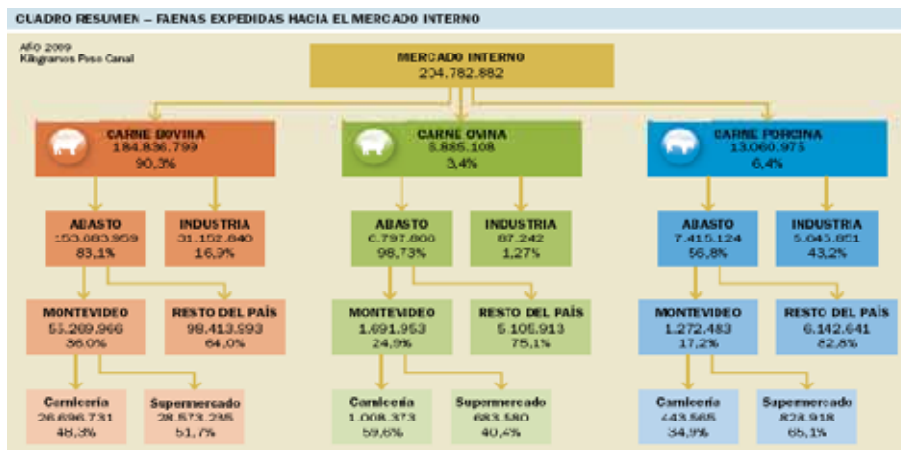 CUADRO RESUMEN – FAENAS EXPEDIDAS HACIA EL MERCADO INTERNO
Año 2009
Kilogramos Peso Canal
MERCADO INTERNO
204.782.882
CARNE BOVINA
184.836.799
90,3%
CARNE OVINA
6.885.108
3,4%
CARNE PORCINA
13.060.975
6,4%
ABASTO
153.683.959
83,1%
INDUSTRIA
31.152.840
16,9%
ABASTO
6.797.866
98,73%
INDUSTRIA
87.242
1,27%
ABASTO
7.415.124
56,8%
INDUSTRIA
5.645.851
43,2%
MONTEVIDEO
55.269.966
36,0%
RESTO DEL PAÍS
98.413.993
64,0%
MONTEVIDEO
1.691.953
24,9%
RESTO DEL PAÍS
5.105.913
75,1%
MONTEVIDEO
1.272.483
17,2%
RESTO DEL PAÍS
6.142.641
82,8%
Carnicería
26.696.731
48,3%
Supermercado
28.573.235
51,7%
Carnicería
1.008.373
59,6%
Supermercado
683.580
40,4%
Carnicería
443.565
34,9%
Supermercado
828.918
65,1%